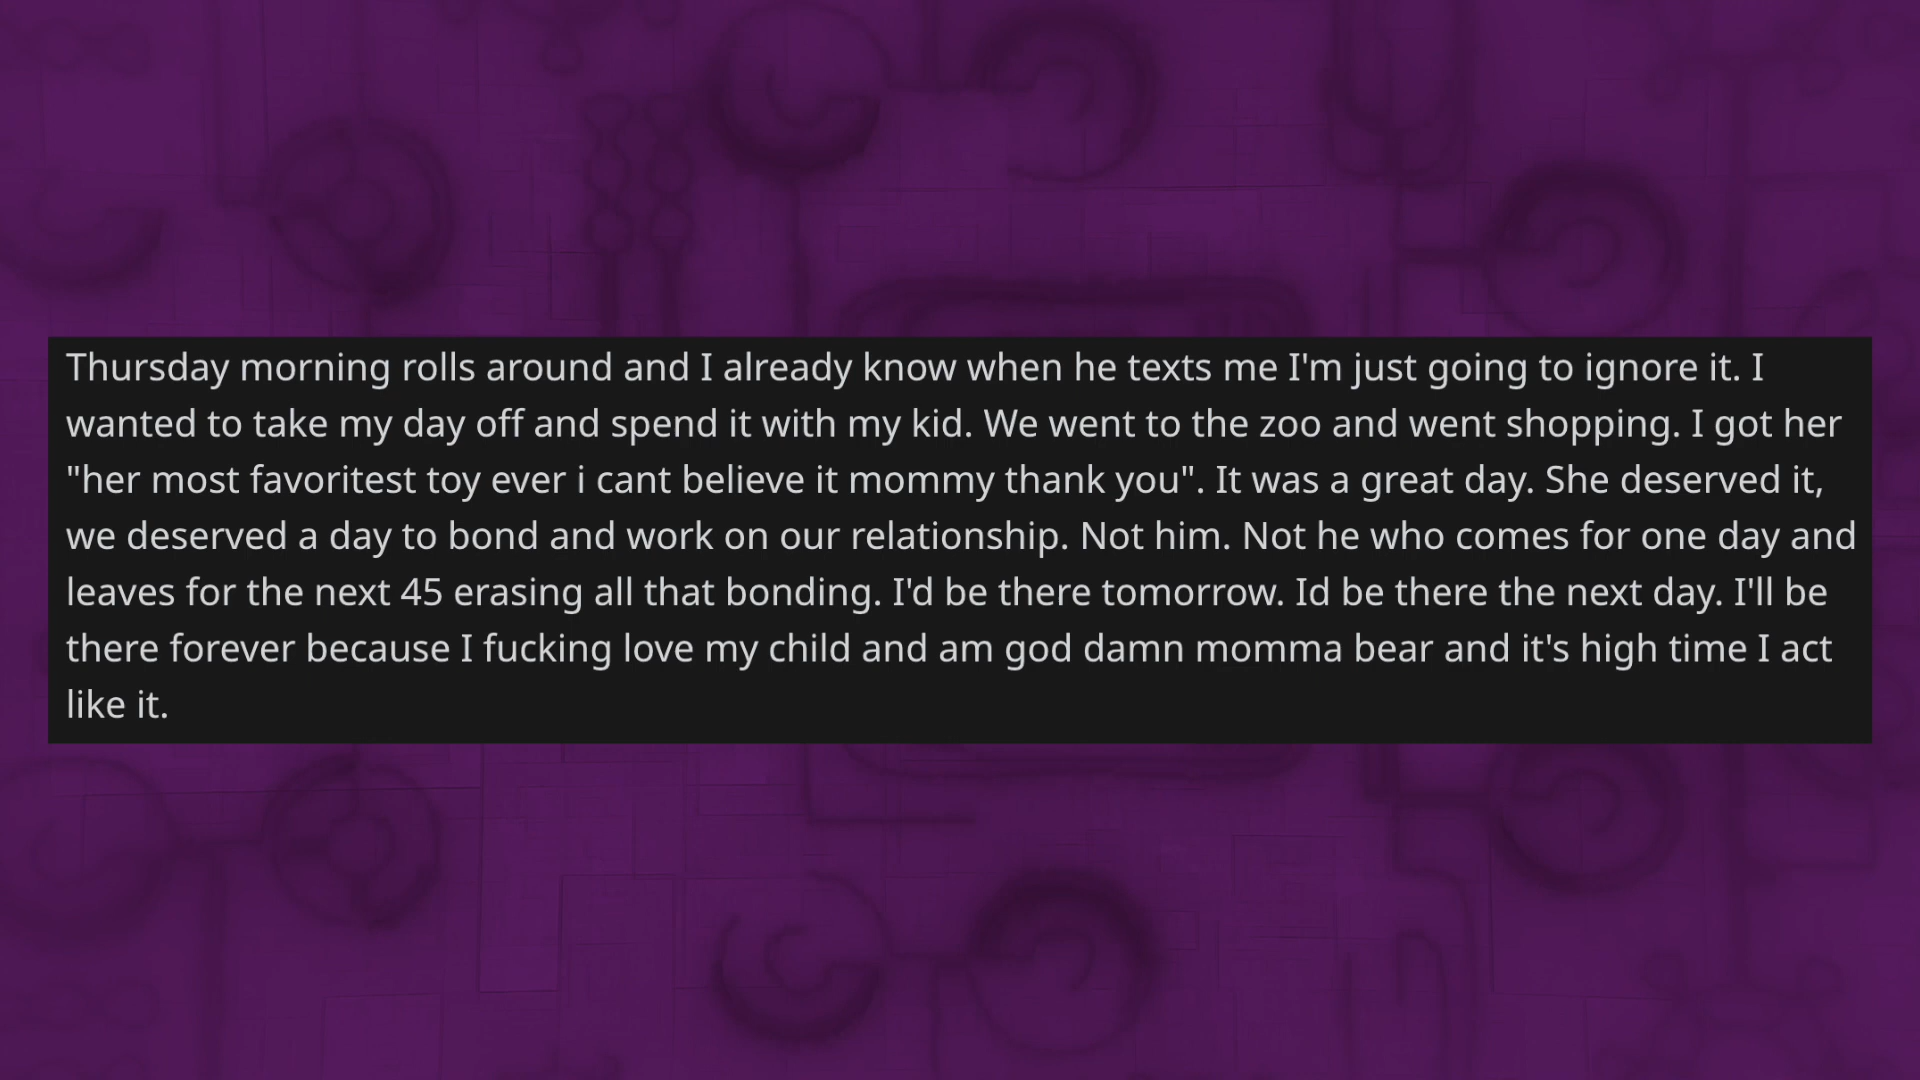 Thursday morning rolls around and I already know when he texts me I'm just going to ignore it. I
wanted to take my day off and spend it with my kid. We went to the zoo and went shopping. I got her
"her most favoritest toy ever i cant believe it mommy thank you". It was a great day. She deserved it,
we deserved a day to bond and work on our relationship. Not him. Not he who comes for one day and
leaves for the next 45 erasing all that bonding. I'd be there tomorrow. Id be there the next day. I'll be
there forever because I fucking love my child and am god damn momma bear and it's high time I act
like it.